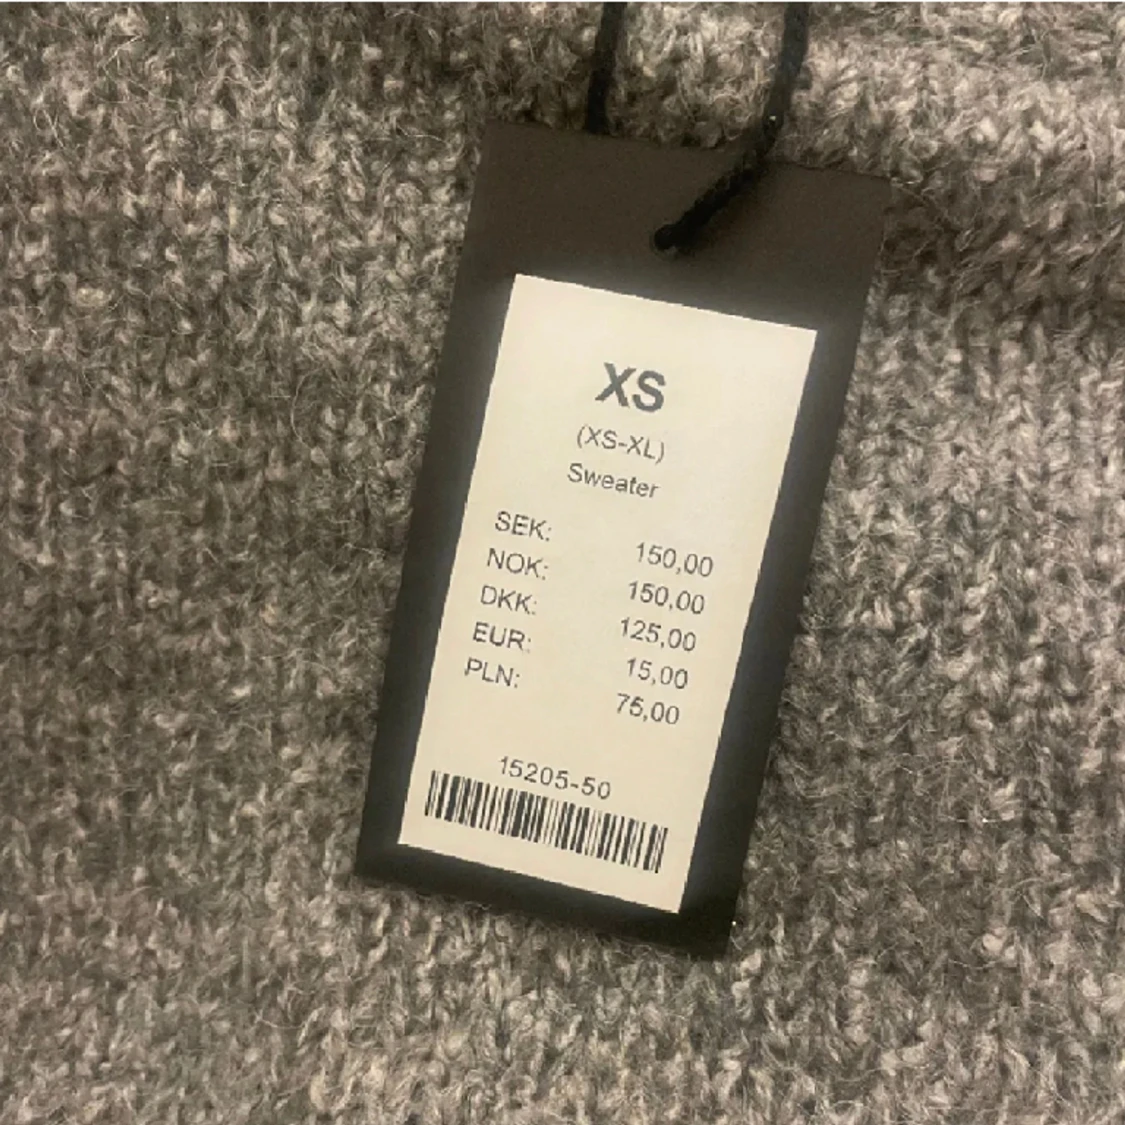 XS
(XS-XL)
Sweater
SEK: 150,00
NOK: 150,00
DKK: 125,00
EUR: 15,00
PLN: 75,00
15205-50